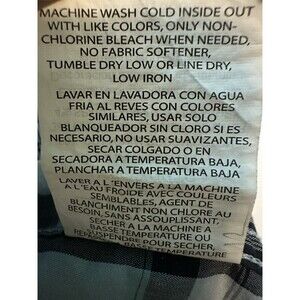 MACHINE WASH COLD INSIDE OUT
WITH LIKE COLORS, ONLY NON-
CHLORINE BLEACH WHEN NEEDED,
NO FABRIC SOFTENER,
TUMBLE DRY LOW OR LINE DRY,
LOW IRON
LAVAR EN LAVADORA CON AGUA
FRIA AL REVES CON COLORES
SIMILARES, USAR SOLO
BLANQUEADOR SIN CLORO SI ES
NECESARIO, NO USAR SUAVIZANTES,
SECAR COLGADO O EN
SECADORA A TEMPERATURA BAJA,
PLANCHAR A TEMPERATURA BAJA
LAVER A L'ENVERS A LA MACHINE
A L'EAU FROIDE AVEC COULEURS
SEMBLABLES, AGENT DE
BLANCHIMENT NON CHLORE AU
BESOIN, SANS ASSOUPLISSANT,
SECHER A LA MACHINE A
BASSE TEMPERATURE OU
SUSPENDRE POUR SECHER,
BASSE TEMPERATURE